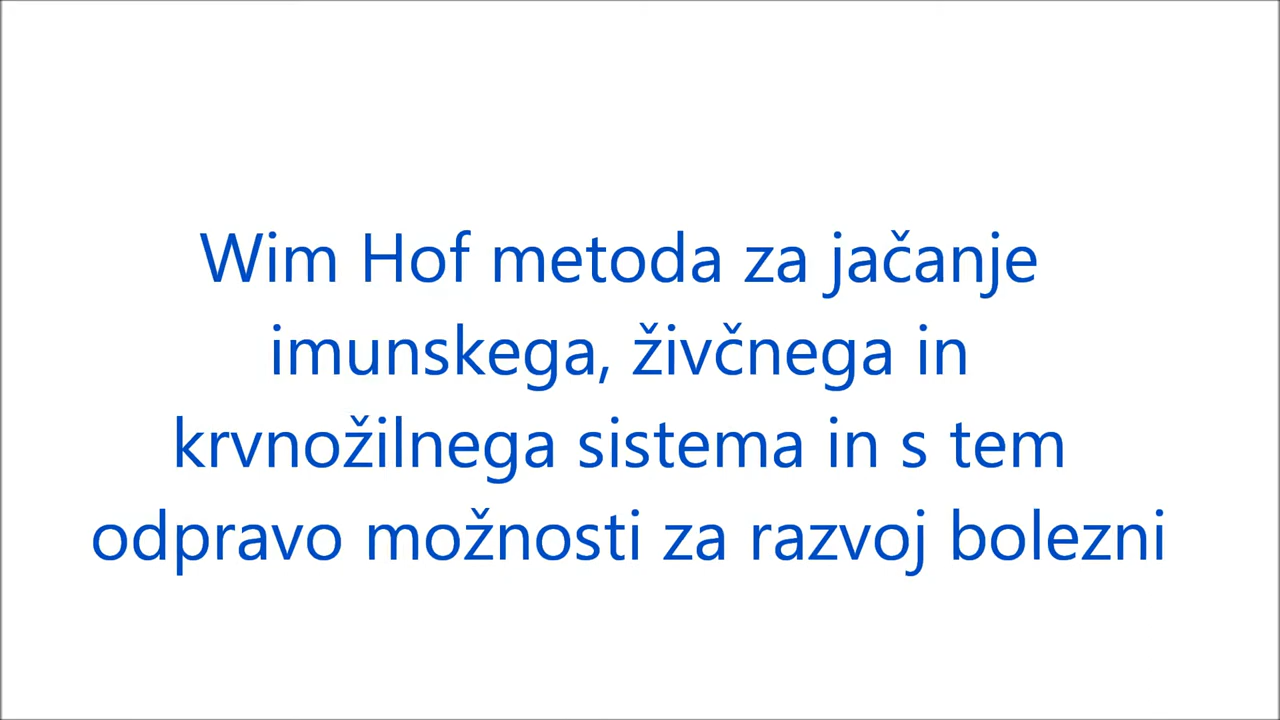 Wim Hof metoda za jačanje
imunskega, živčnega in
krvnožilnega sistema in s tem
odpravo možnosti za razvoj bolezni